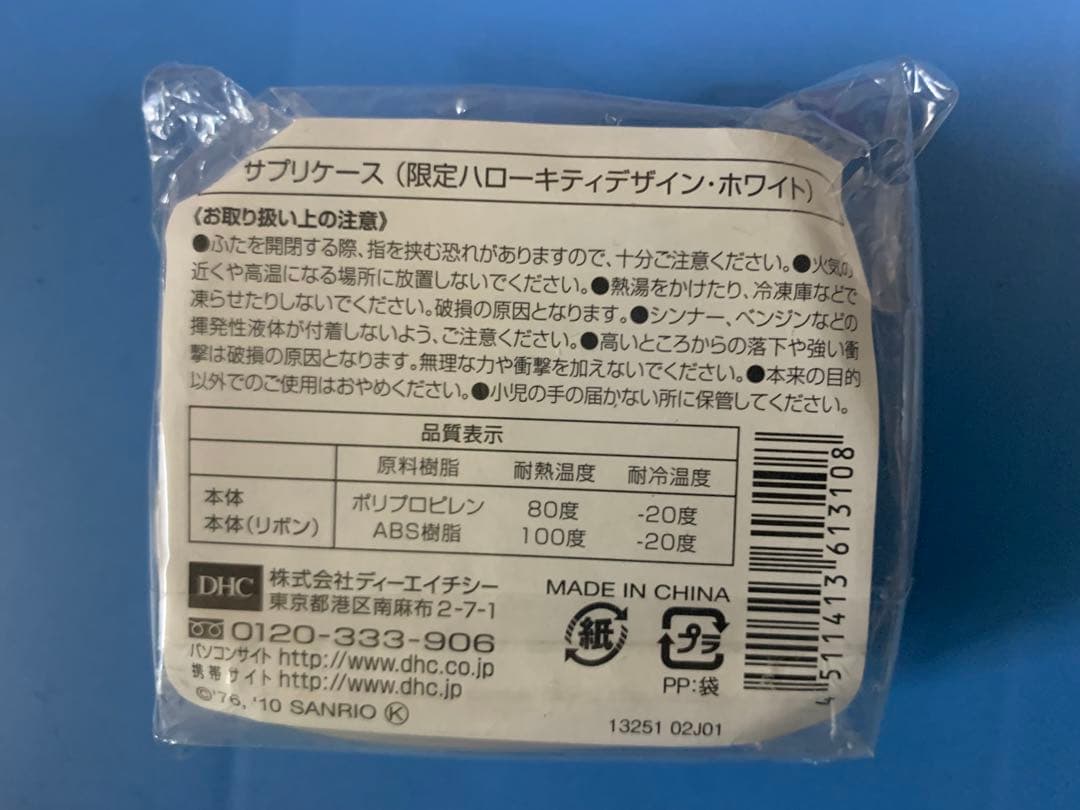 サプリケース(限定ハローキティデザイン・ホワイト)
《お取り扱い上の注意》
●ふたを開閉する際、指を挟む恐れがありますので、十分ご注意ください。●火気の
近くや高温になる場所に放置しないでください。●熱湯をかけたり、冷凍庫などで
凍らせたりしないでください。破損の原因となります。●シンナー、ベンジンなどの
揮発性液体が付着しないよう、ご注意ください。●高いところからの落下や強い衝
撃は破損の原因となります。無理な力や衝撃を加えないでください。●本来の目的
以外でのご使用はおやめください。●小児の手の届かない所に保管してください。
品質表示
原料樹脂 耐熱温度 耐冷温度
本体 ポリプロピレン 80度 -20度
本体(リボン) ABS樹脂 100度 -20度
DHC 株式会社ディーエイチシー
東京都港区南麻布2-7-1
0120-333-906
パソコンサイト http://www.dhc.co.jp
携帯サイト http://www.dhc.jp
©'76, '10 SANRIO Ⓚ
MADE IN CHINA
紙 プラ
PP:袋
13251 02J01
4511413613108